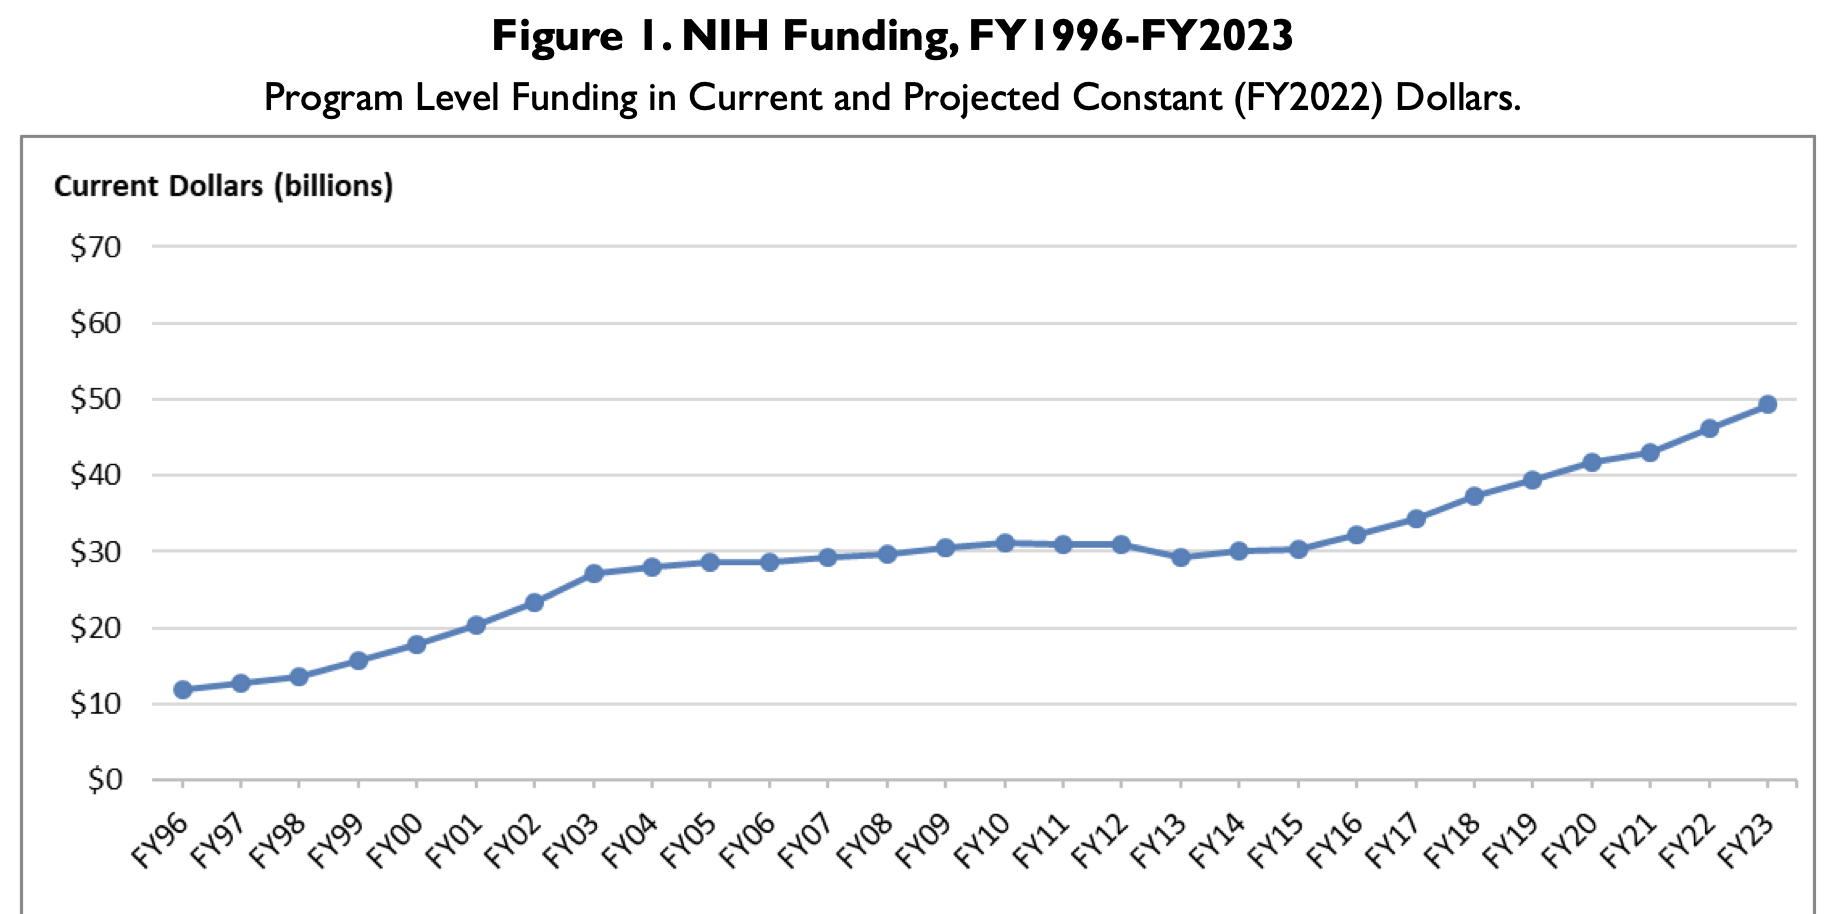 Figure 1. NIH Funding, FY1996-FY2023
Program Level Funding in Current and Projected Constant (FY2022) Dollars.
Current Dollars (billions)
$70
$60
$50
$40
$30
$20
$10
$0
FY96 FY97 FY98 FY99 FY00 FY01 FY02 FY03 FY04 FY05 FY06 FY07 FY08 FY09 FY10 FY11 FY12 FY13 FY14 FY15 FY16 FY17 FY18 FY19 FY20 FY21 FY22 FY23